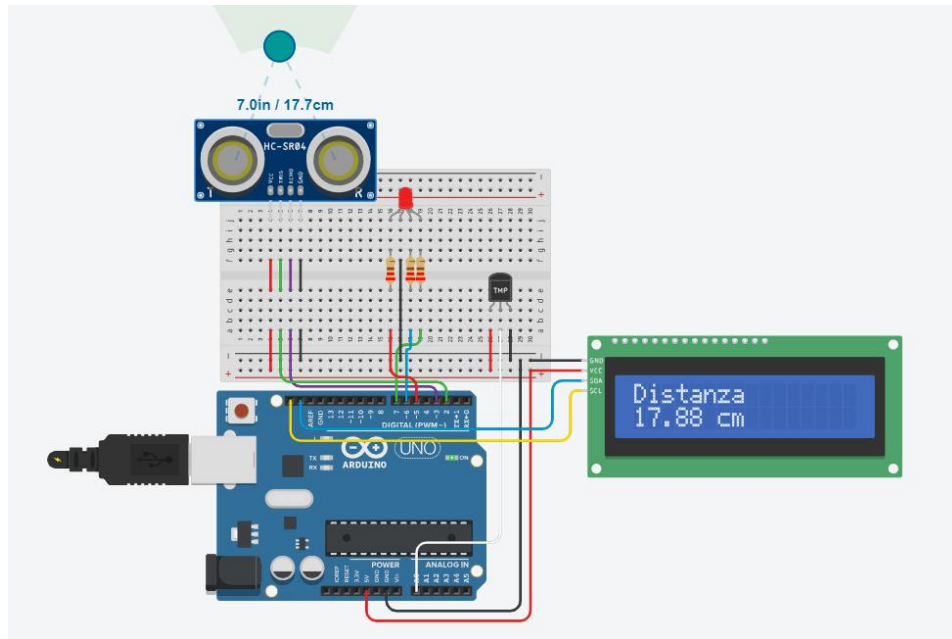 7.0in / 17.7cm
HC-SR04
VCC
TRIG
ECHO
GND
T
R
TMP
GND
VCC
SDA
SCL
Distanza
17.88 cm
AREF
GND
13
12
~11
~10
~9
8
7
~6
~5
4
~3
2
DIGITAL (PWM~)
TX
RX
ARDUINO
UNO
ON
POWER
ANALOG IN
IOREF
RESET
3.3V
5V
GND
GND
Vin
A1
A2
A3
A4
A5